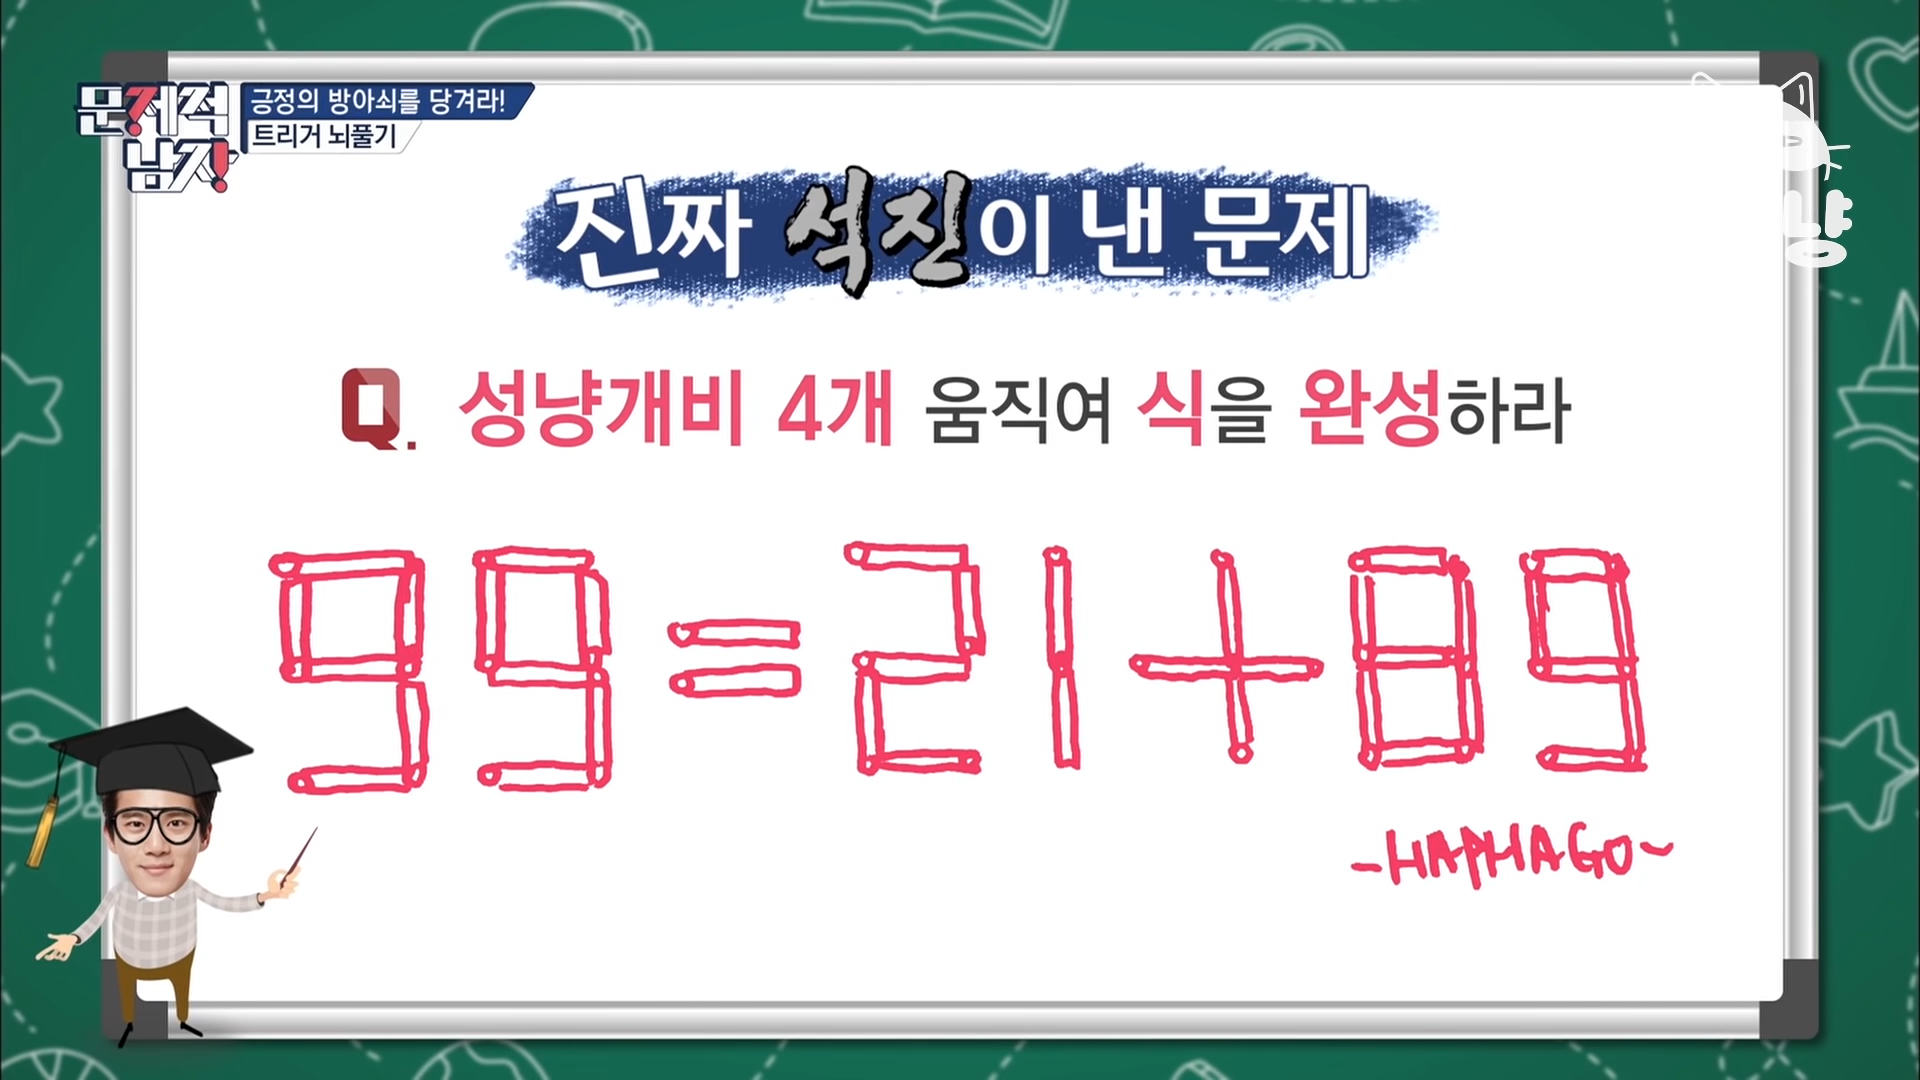 문제적 남자
긍정의 방아쇠를 당겨라!
트리거 뇌풀기
진짜 석진이 낸 문제
Q. 성냥개비 4개 움직여 식을 완성하라
99=21+89
-HAPHAGO~